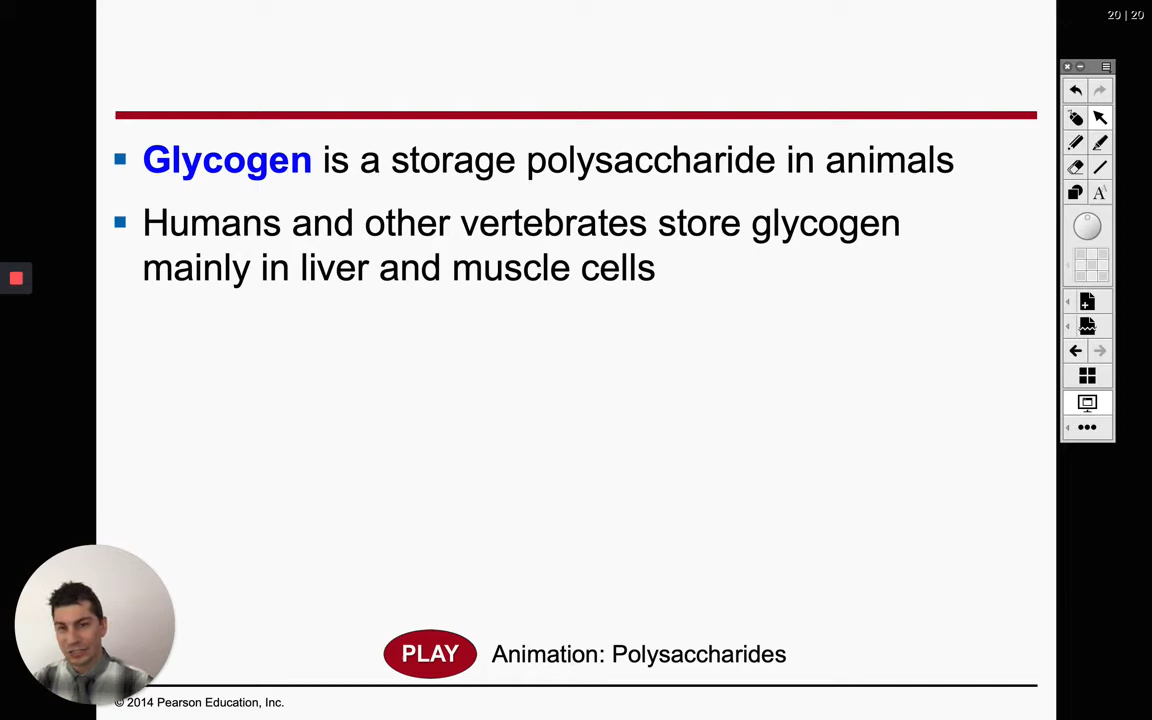 20 | 20
Glycogen is a storage polysaccharide in animals
Humans and other vertebrates store glycogen
mainly in liver and muscle cells
PLAY Animation: Polysaccharides
© 2014 Pearson Education, Inc.